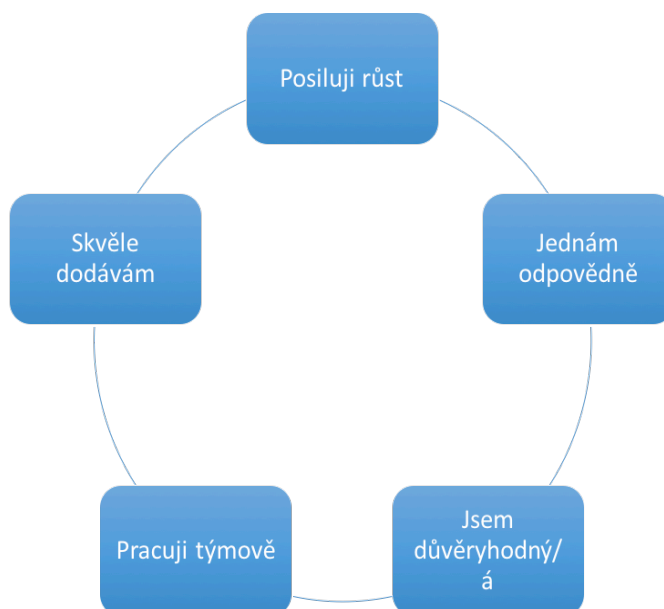 Posiluji růst
Skvěle
dodávám
Jednám
odpovědně
Pracuji týmově
Jsem
důvěryhodný/
á